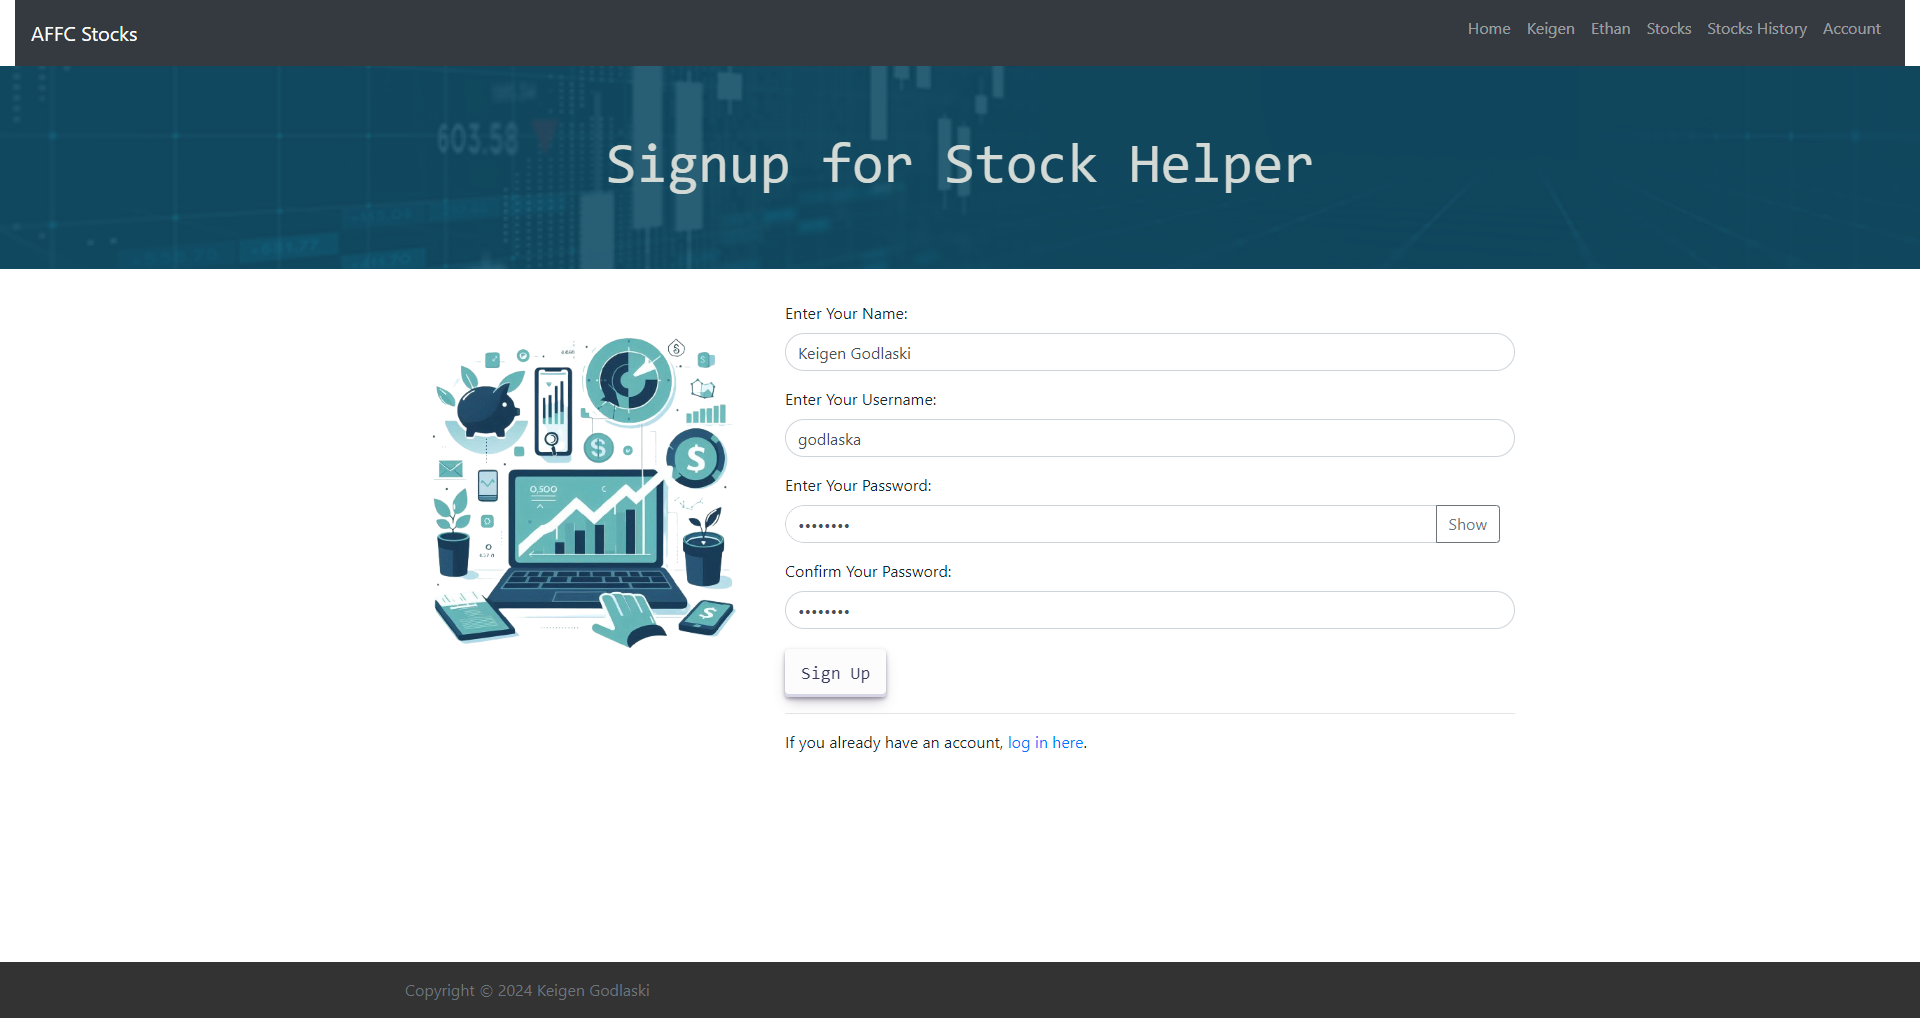 AFFC Stocks
Home Keigen Ethan Stocks Stocks History Account
603.58
Signup for Stock Helper
Enter Your Name:
Keigen Godlaski
Enter Your Username:
godlaska
Enter Your Password:
••••••••
Show
Confirm Your Password:
••••••••
Sign Up
If you already have an account, log in here.
Copyright © 2024 Keigen Godlaski